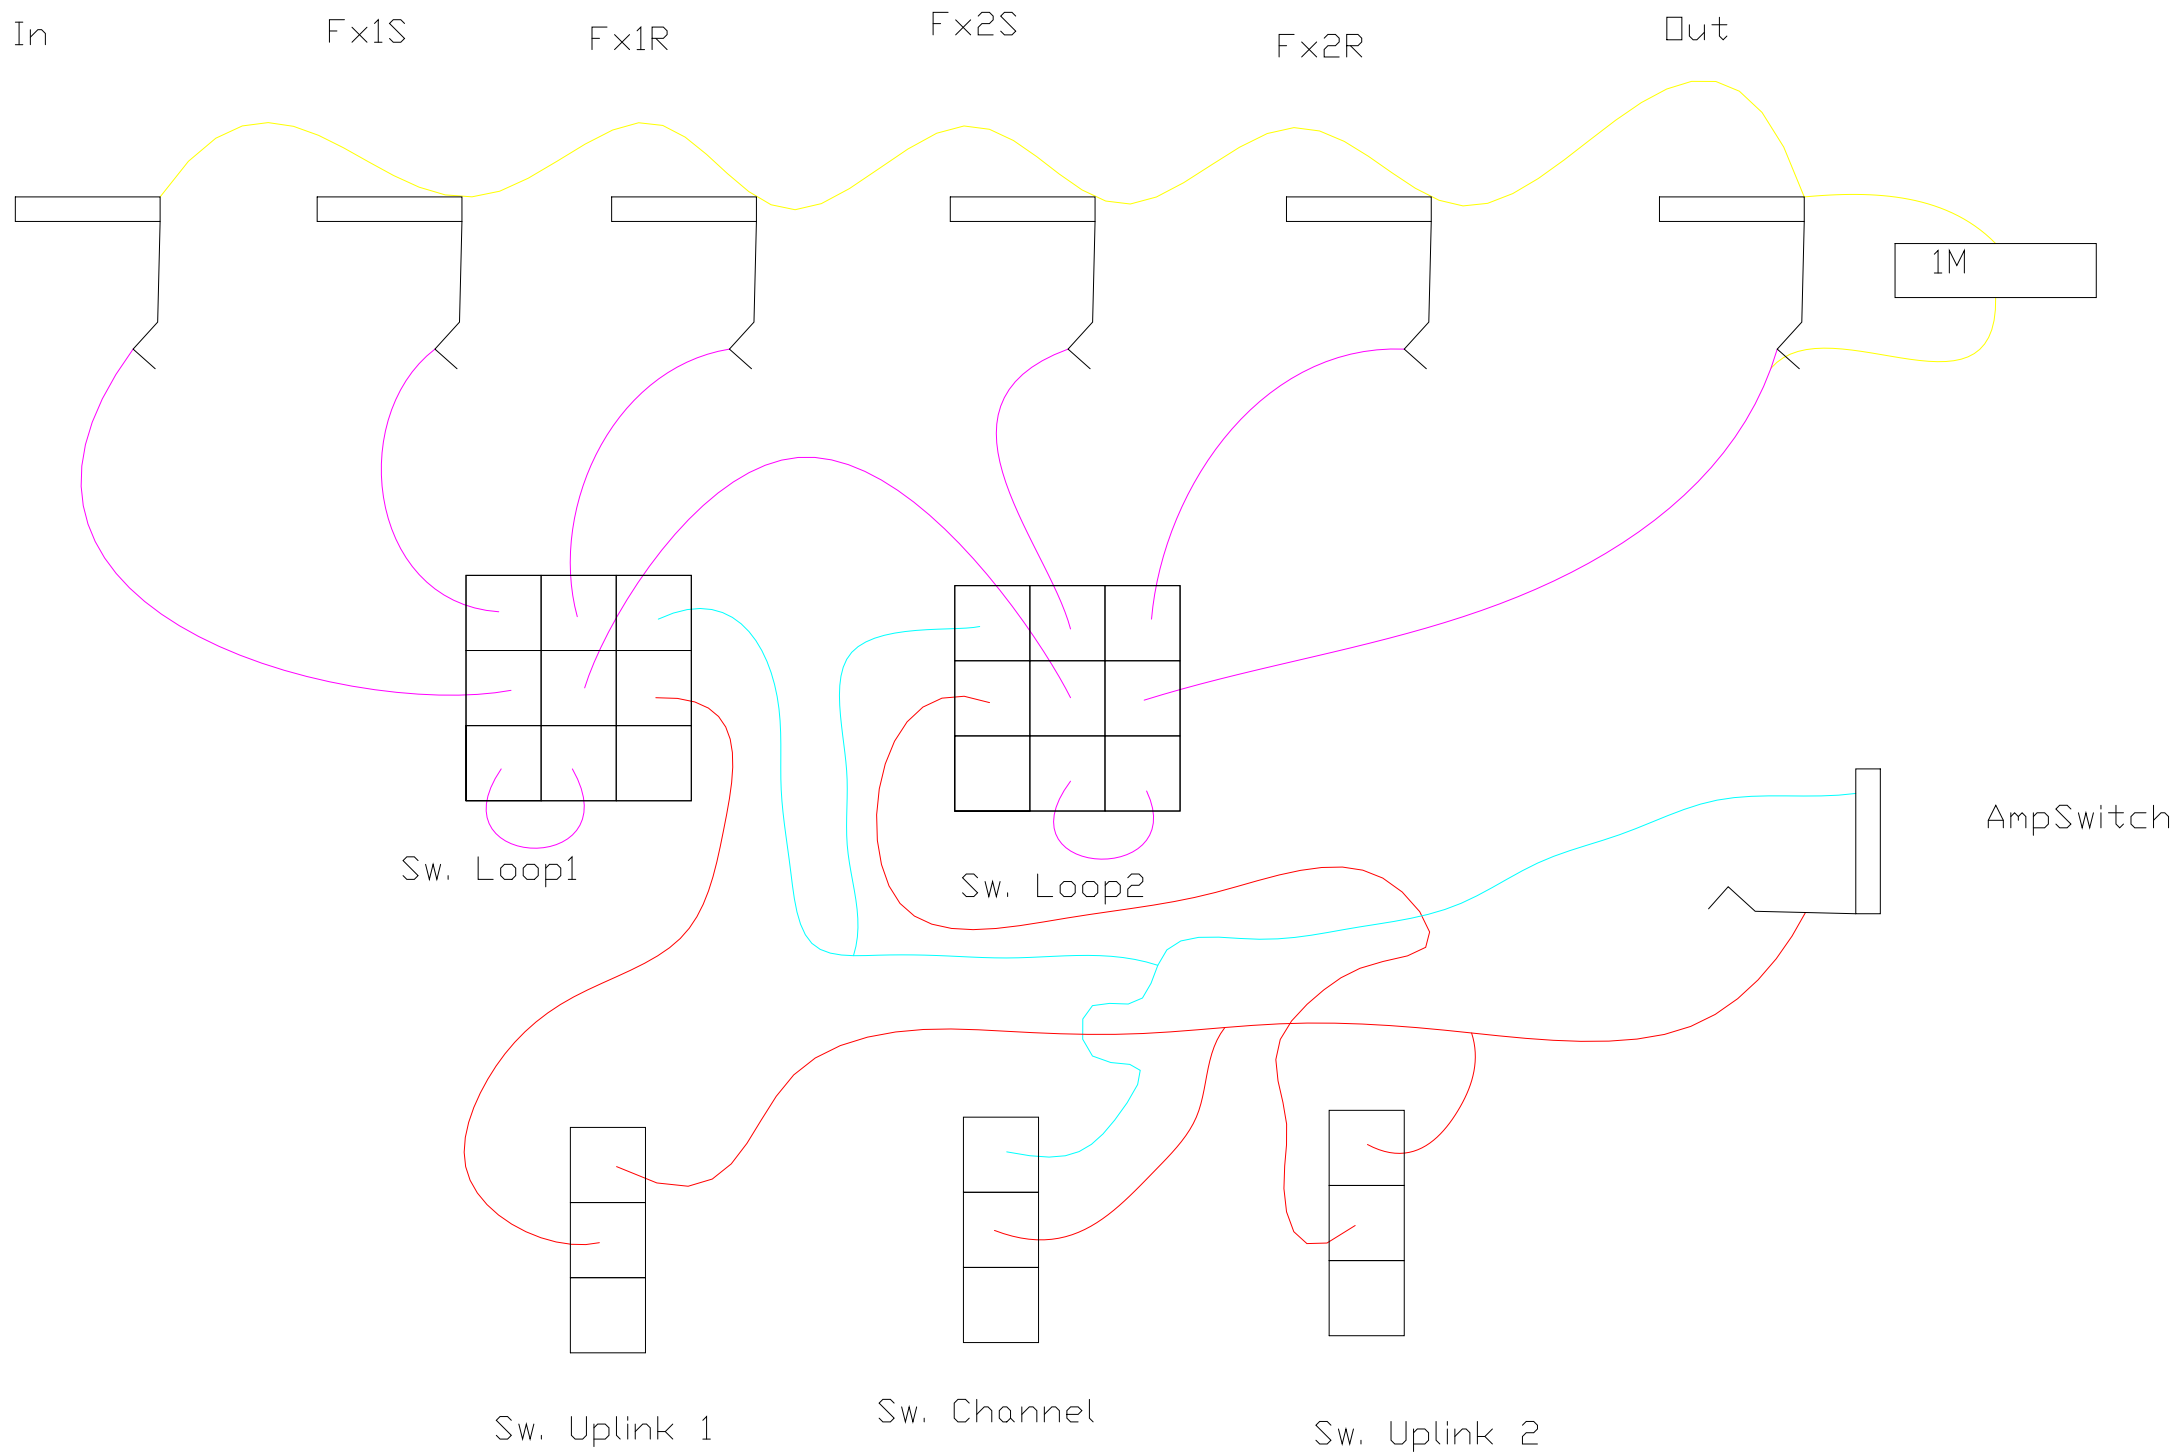 In
Fx1S
Fx1R
Fx2S
Fx2R
Out
1M
AmpSwitch
Sw. Loop1
Sw. Loop2
Sw. Uplink 1
Sw. Channel
Sw. Uplink 2